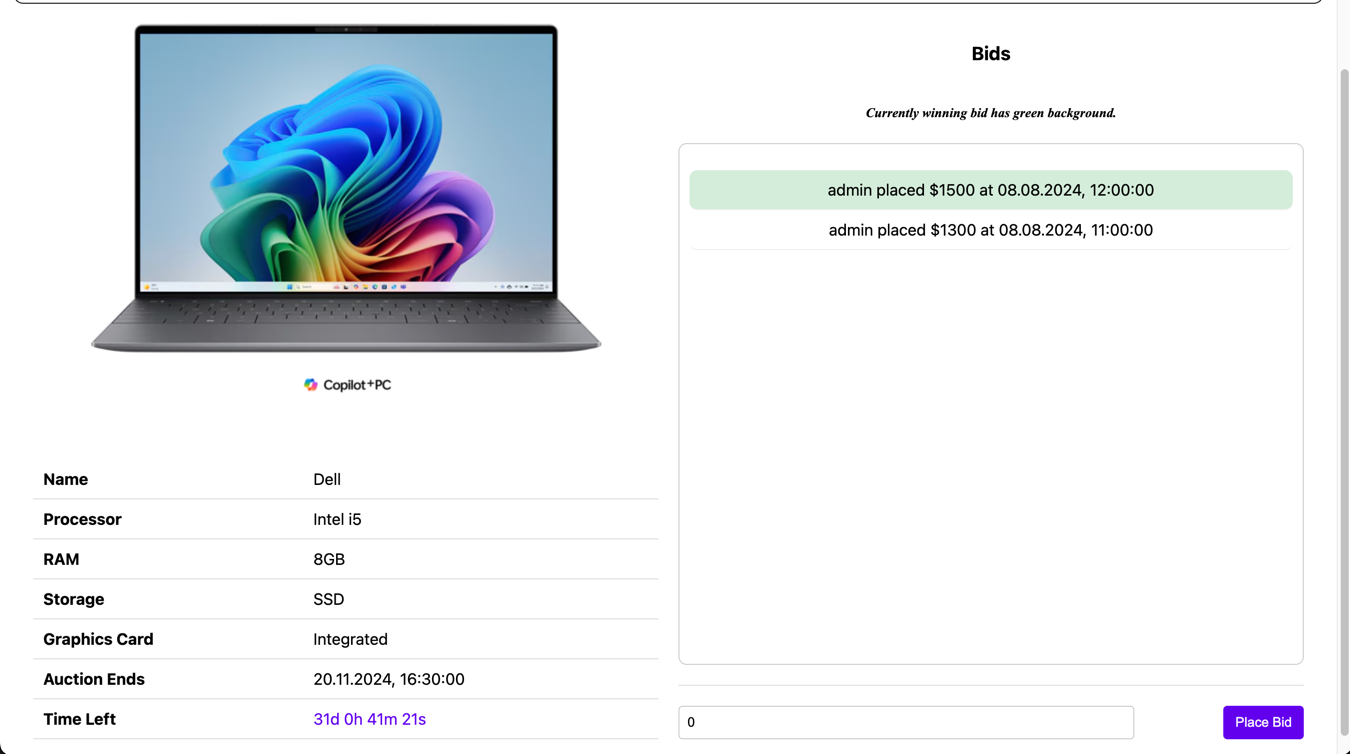 Copilot+PC
Name Dell
Processor Intel i5
RAM 8GB
Storage SSD
Graphics Card Integrated
Auction Ends 20.11.2024, 16:30:00
Time Left 31d 0h 41m 21s
Bids
Currently winning bid has green background.
admin placed $1500 at 08.08.2024, 12:00:00
admin placed $1300 at 08.08.2024, 11:00:00
0 Place Bid